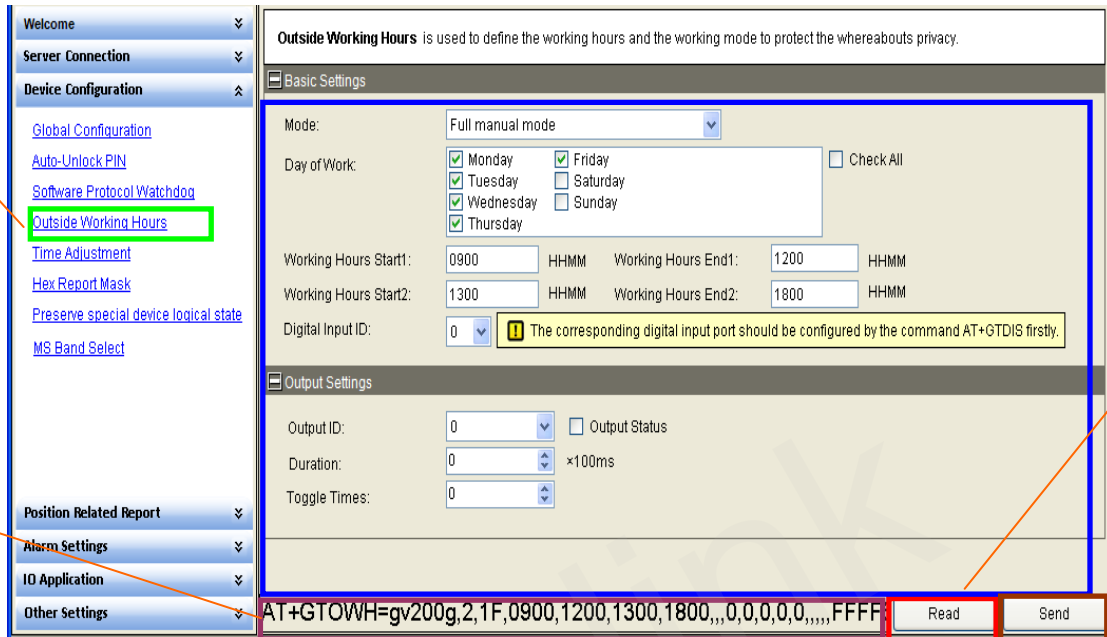 Welcome
Server Connection
Device Configuration
Global Configuration
Auto-Unlock PIN
Software Protocol Watchdog
Outside Working Hours
Time Adjustment
Hex Report Mask
Preserve special device logical state
MS Band Select
Position Related Report
Alarm Settings
IO Application
Other Settings
Outside Working Hours is used to define the working hours and the working mode to protect the whereabouts privacy.
Basic Settings
Mode: Full manual mode
Day of Work: Monday Friday Check All
Tuesday Saturday
Wednesday Sunday
Thursday
Working Hours Start1: 0900 HHMM Working Hours End1: 1200 HHMM
Working Hours Start2: 1300 HHMM Working Hours End2: 1800 HHMM
Digital Input ID: 0 The corresponding digital input port should be configured by the command AT+GTDIS firstly.
Output Settings
Output ID: 0 Output Status
Duration: 0 ×100ms
Toggle Times: 0
AT+GTOWH=gv200g,2,1F,0900,1200,1300,1800,,,0,0,0,0,0,,,,,FFFF Read Send
link